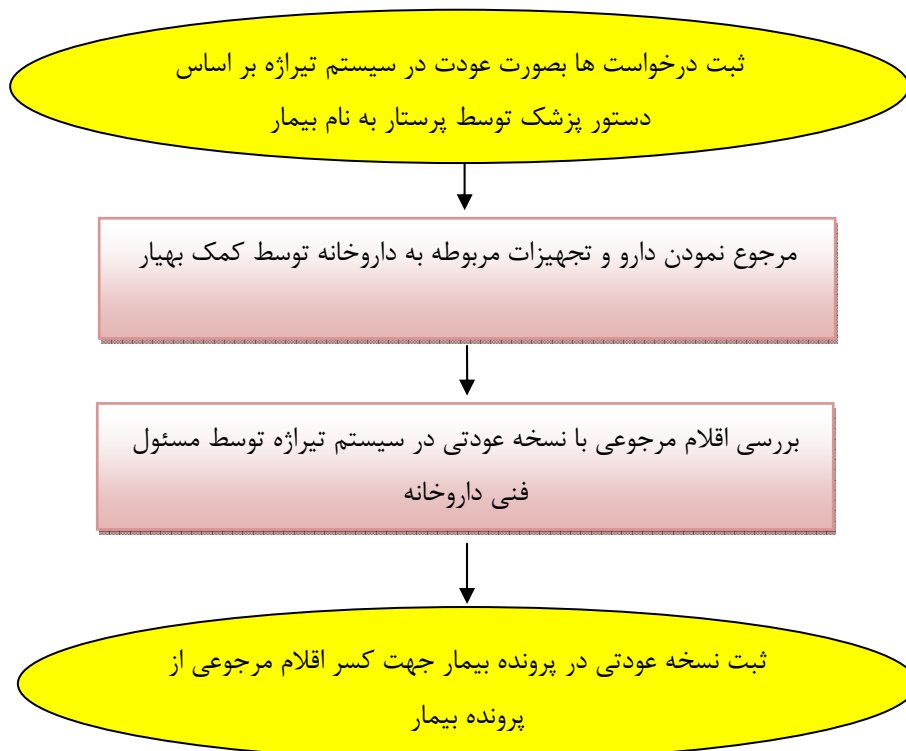 ثبت درخواست ها بصورت عودت در سیستم تیراژه بر اساس
دستور پزشک توسط پرستار به نام بیمار
مرجوع نمودن دارو و تجهیزات مربوطه به داروخانه توسط کمک بهیار
بررسی اقلام مرجوعی با نسخه عودتی در سیستم تیراژه توسط مسئول
فنی داروخانه
ثبت نسخه عودتی در پرونده بیمار جهت کسر اقلام مرجوعی از
پرونده بیمار